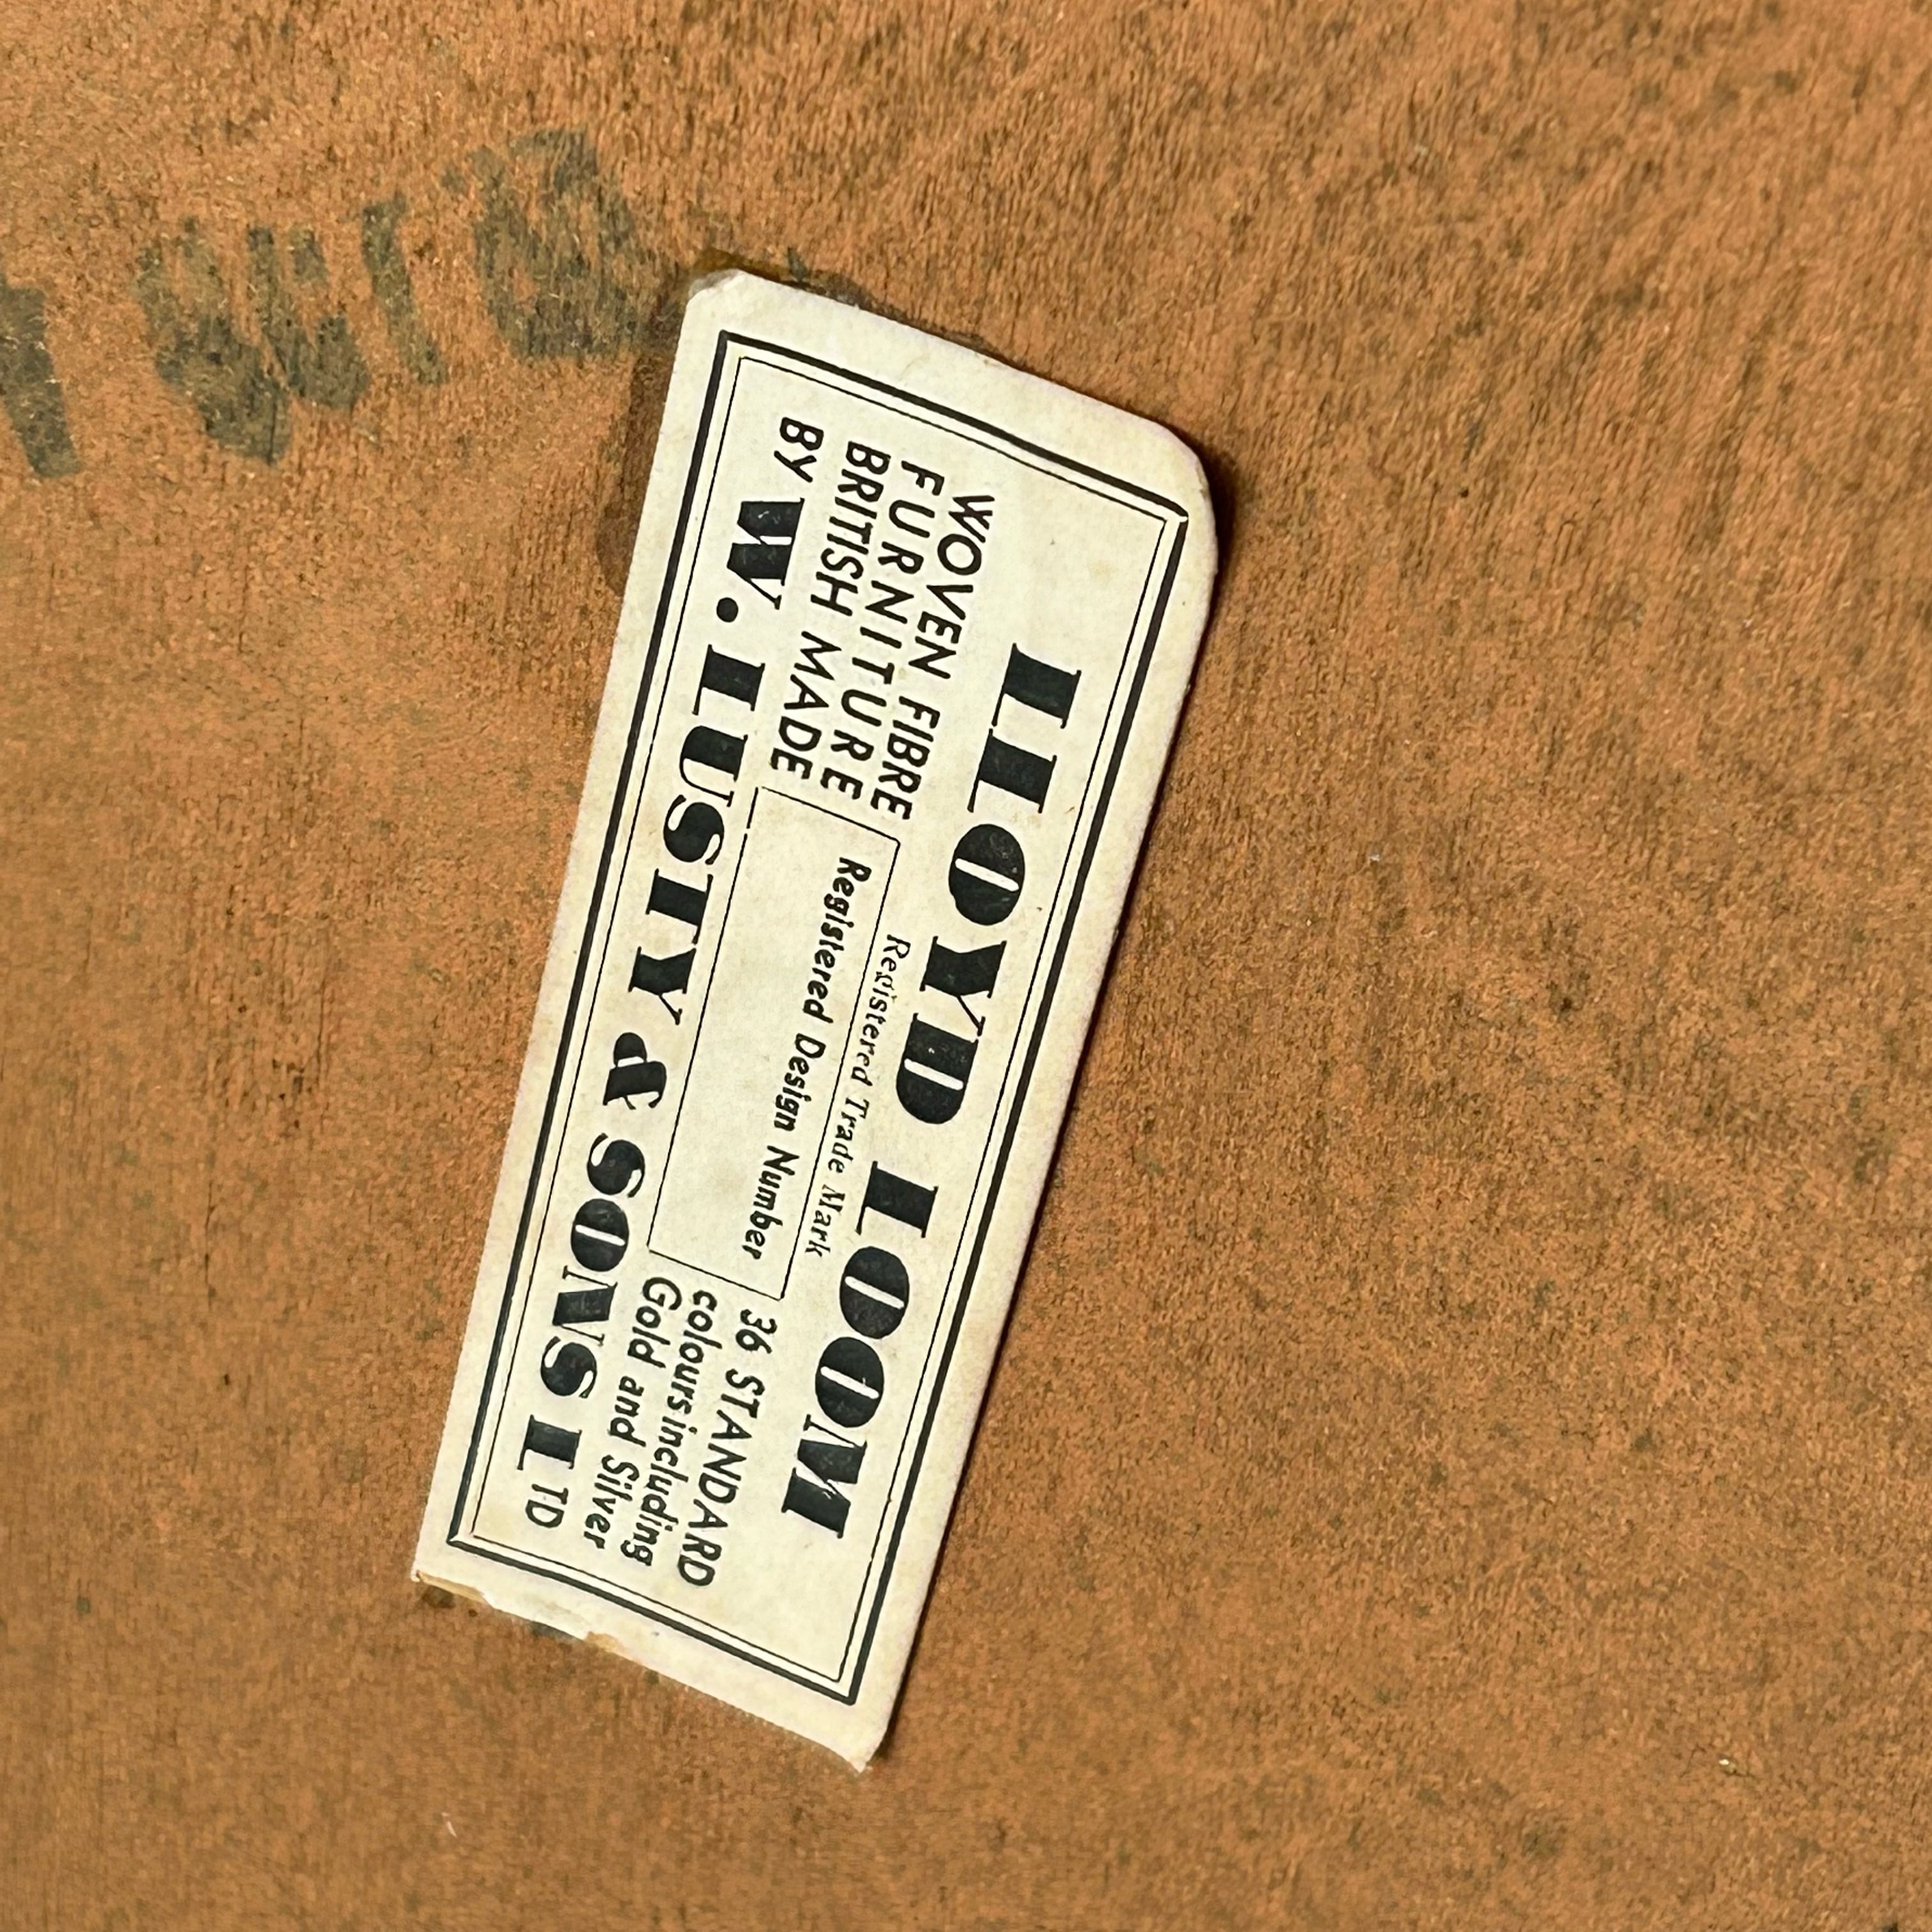 LLOYD LOOM
Registered Trade Mark
WOVEN FIBRE
FURNITURE
BRITISH MADE
Registered Design Number
36 STANDARD
colours including
Gold and Silver
BY W. LUSTY & SONS LTD